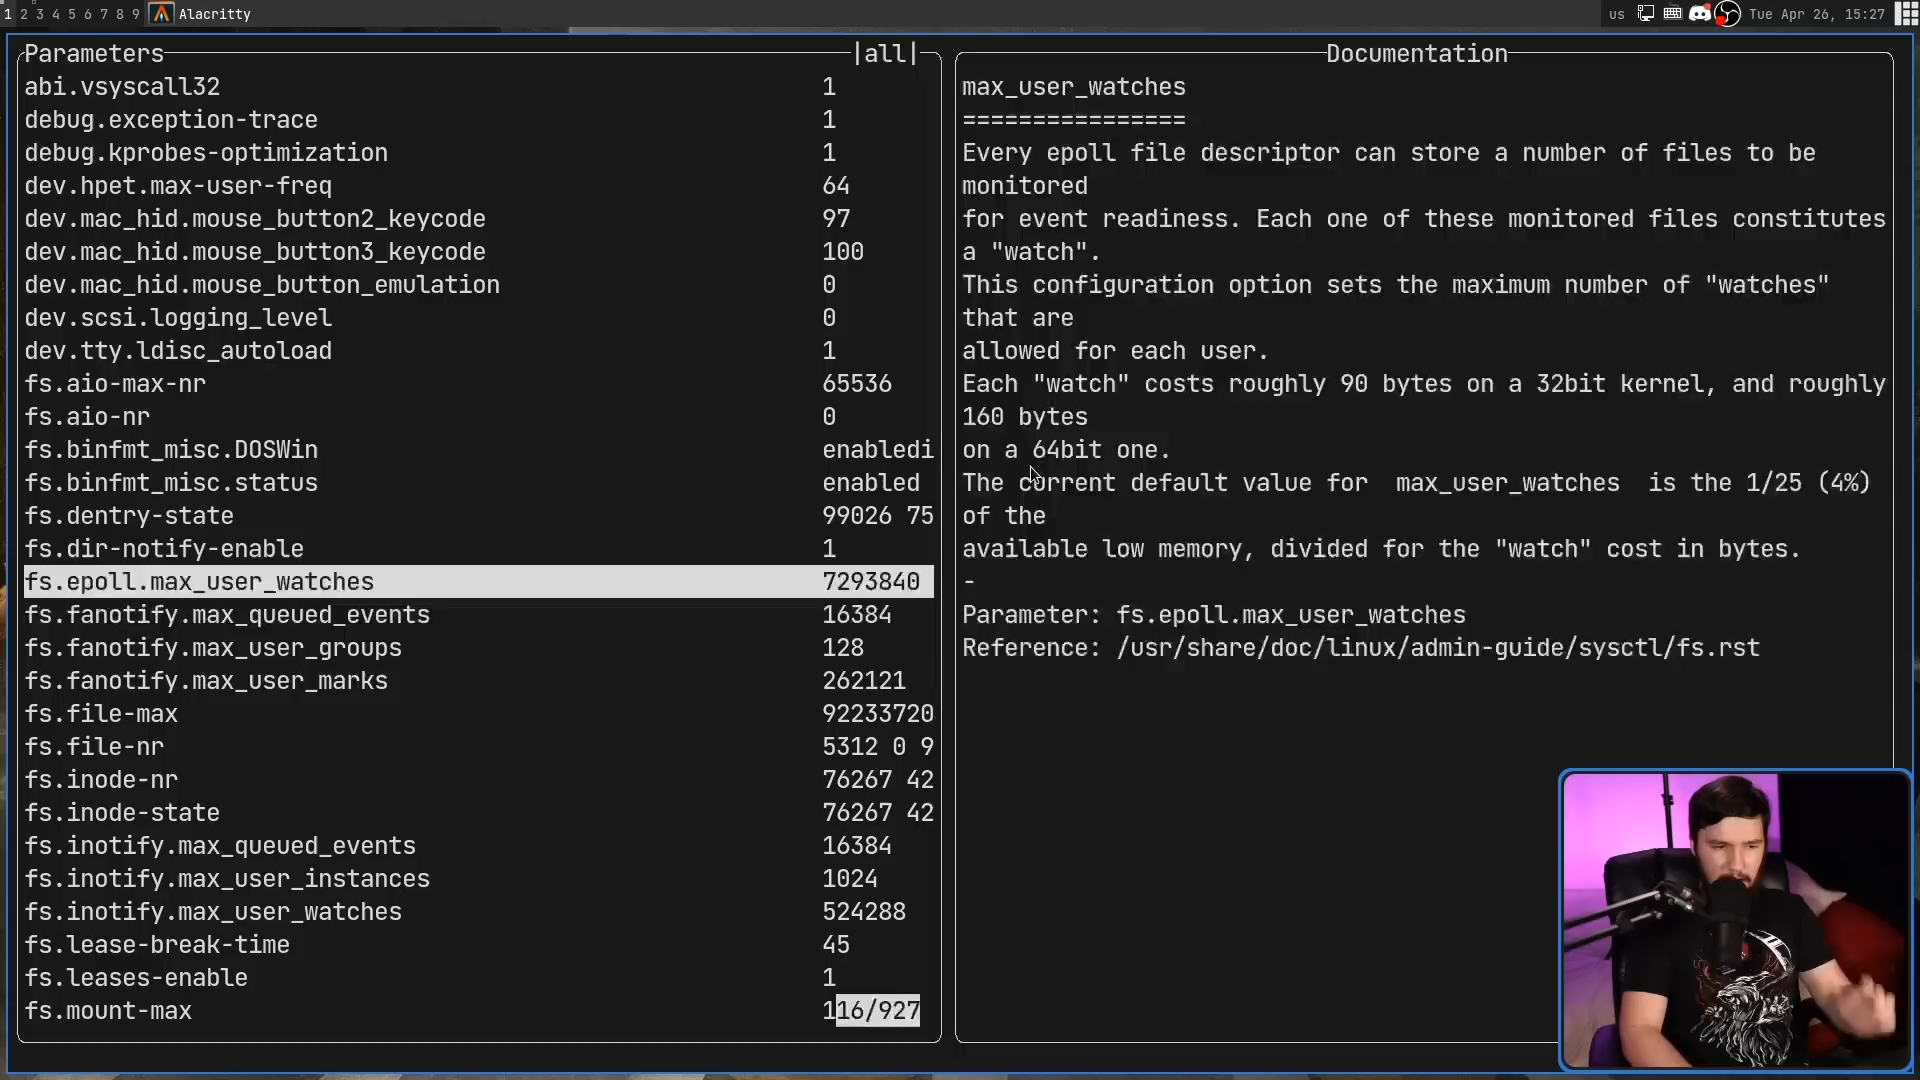 1 2 3 4 5 6 7 8 9 Alacritty us Tue Apr 26, 15:27
Parameters |all|
abi.vsyscall32 1
debug.exception-trace 1
debug.kprobes-optimization 1
dev.hpet.max-user-freq 64
dev.mac_hid.mouse_button2_keycode 97
dev.mac_hid.mouse_button3_keycode 100
dev.mac_hid.mouse_button_emulation 0
dev.scsi.logging_level 0
dev.tty.ldisc_autoload 1
fs.aio-max-nr 65536
fs.aio-nr 0
fs.binfmt_misc.DOSWin enabledi
fs.binfmt_misc.status enabled
fs.dentry-state 99026 75
fs.dir-notify-enable 1
fs.epoll.max_user_watches 7293840
fs.fanotify.max_queued_events 16384
fs.fanotify.max_user_groups 128
fs.fanotify.max_user_marks 262121
fs.file-max 92233720
fs.file-nr 5312 0 9
fs.inode-nr 76267 42
fs.inode-state 76267 42
fs.inotify.max_queued_events 16384
fs.inotify.max_user_instances 1024
fs.inotify.max_user_watches 524288
fs.lease-break-time 45
fs.leases-enable 1
fs.mount-max 116/927
Documentation
max_user_watches
================
Every epoll file descriptor can store a number of files to be
monitored
for event readiness. Each one of these monitored files constitutes
a "watch".
This configuration option sets the maximum number of "watches"
that are
allowed for each user.
Each "watch" costs roughly 90 bytes on a 32bit kernel, and roughly
160 bytes
on a 64bit one.
The current default value for  max_user_watches  is the 1/25 (4%)
of the
available low memory, divided for the "watch" cost in bytes.
-
Parameter: fs.epoll.max_user_watches
Reference: /usr/share/doc/linux/admin-guide/sysctl/fs.rst